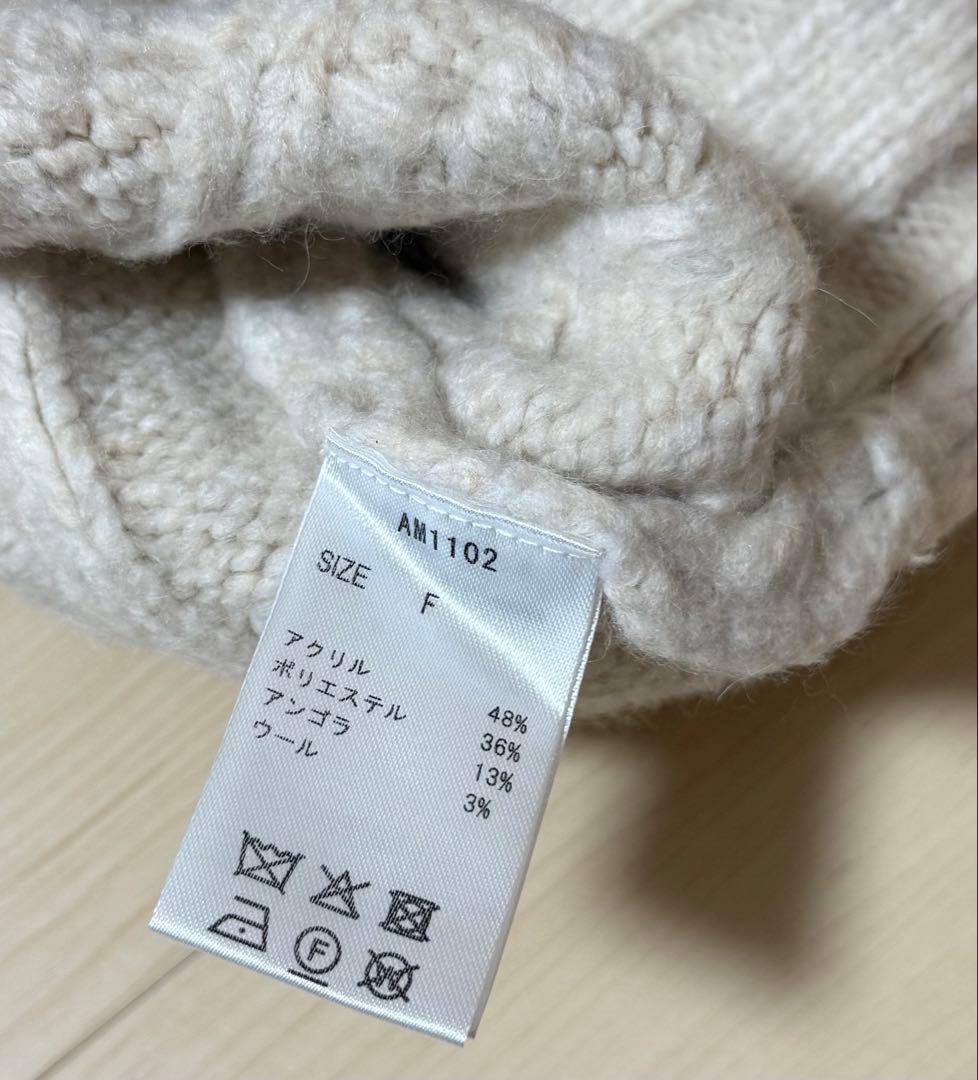 AM1102
SIZE F
アクリル 48%
ポリエステル 36%
アンゴラ 13%
ウール 3%
F
W